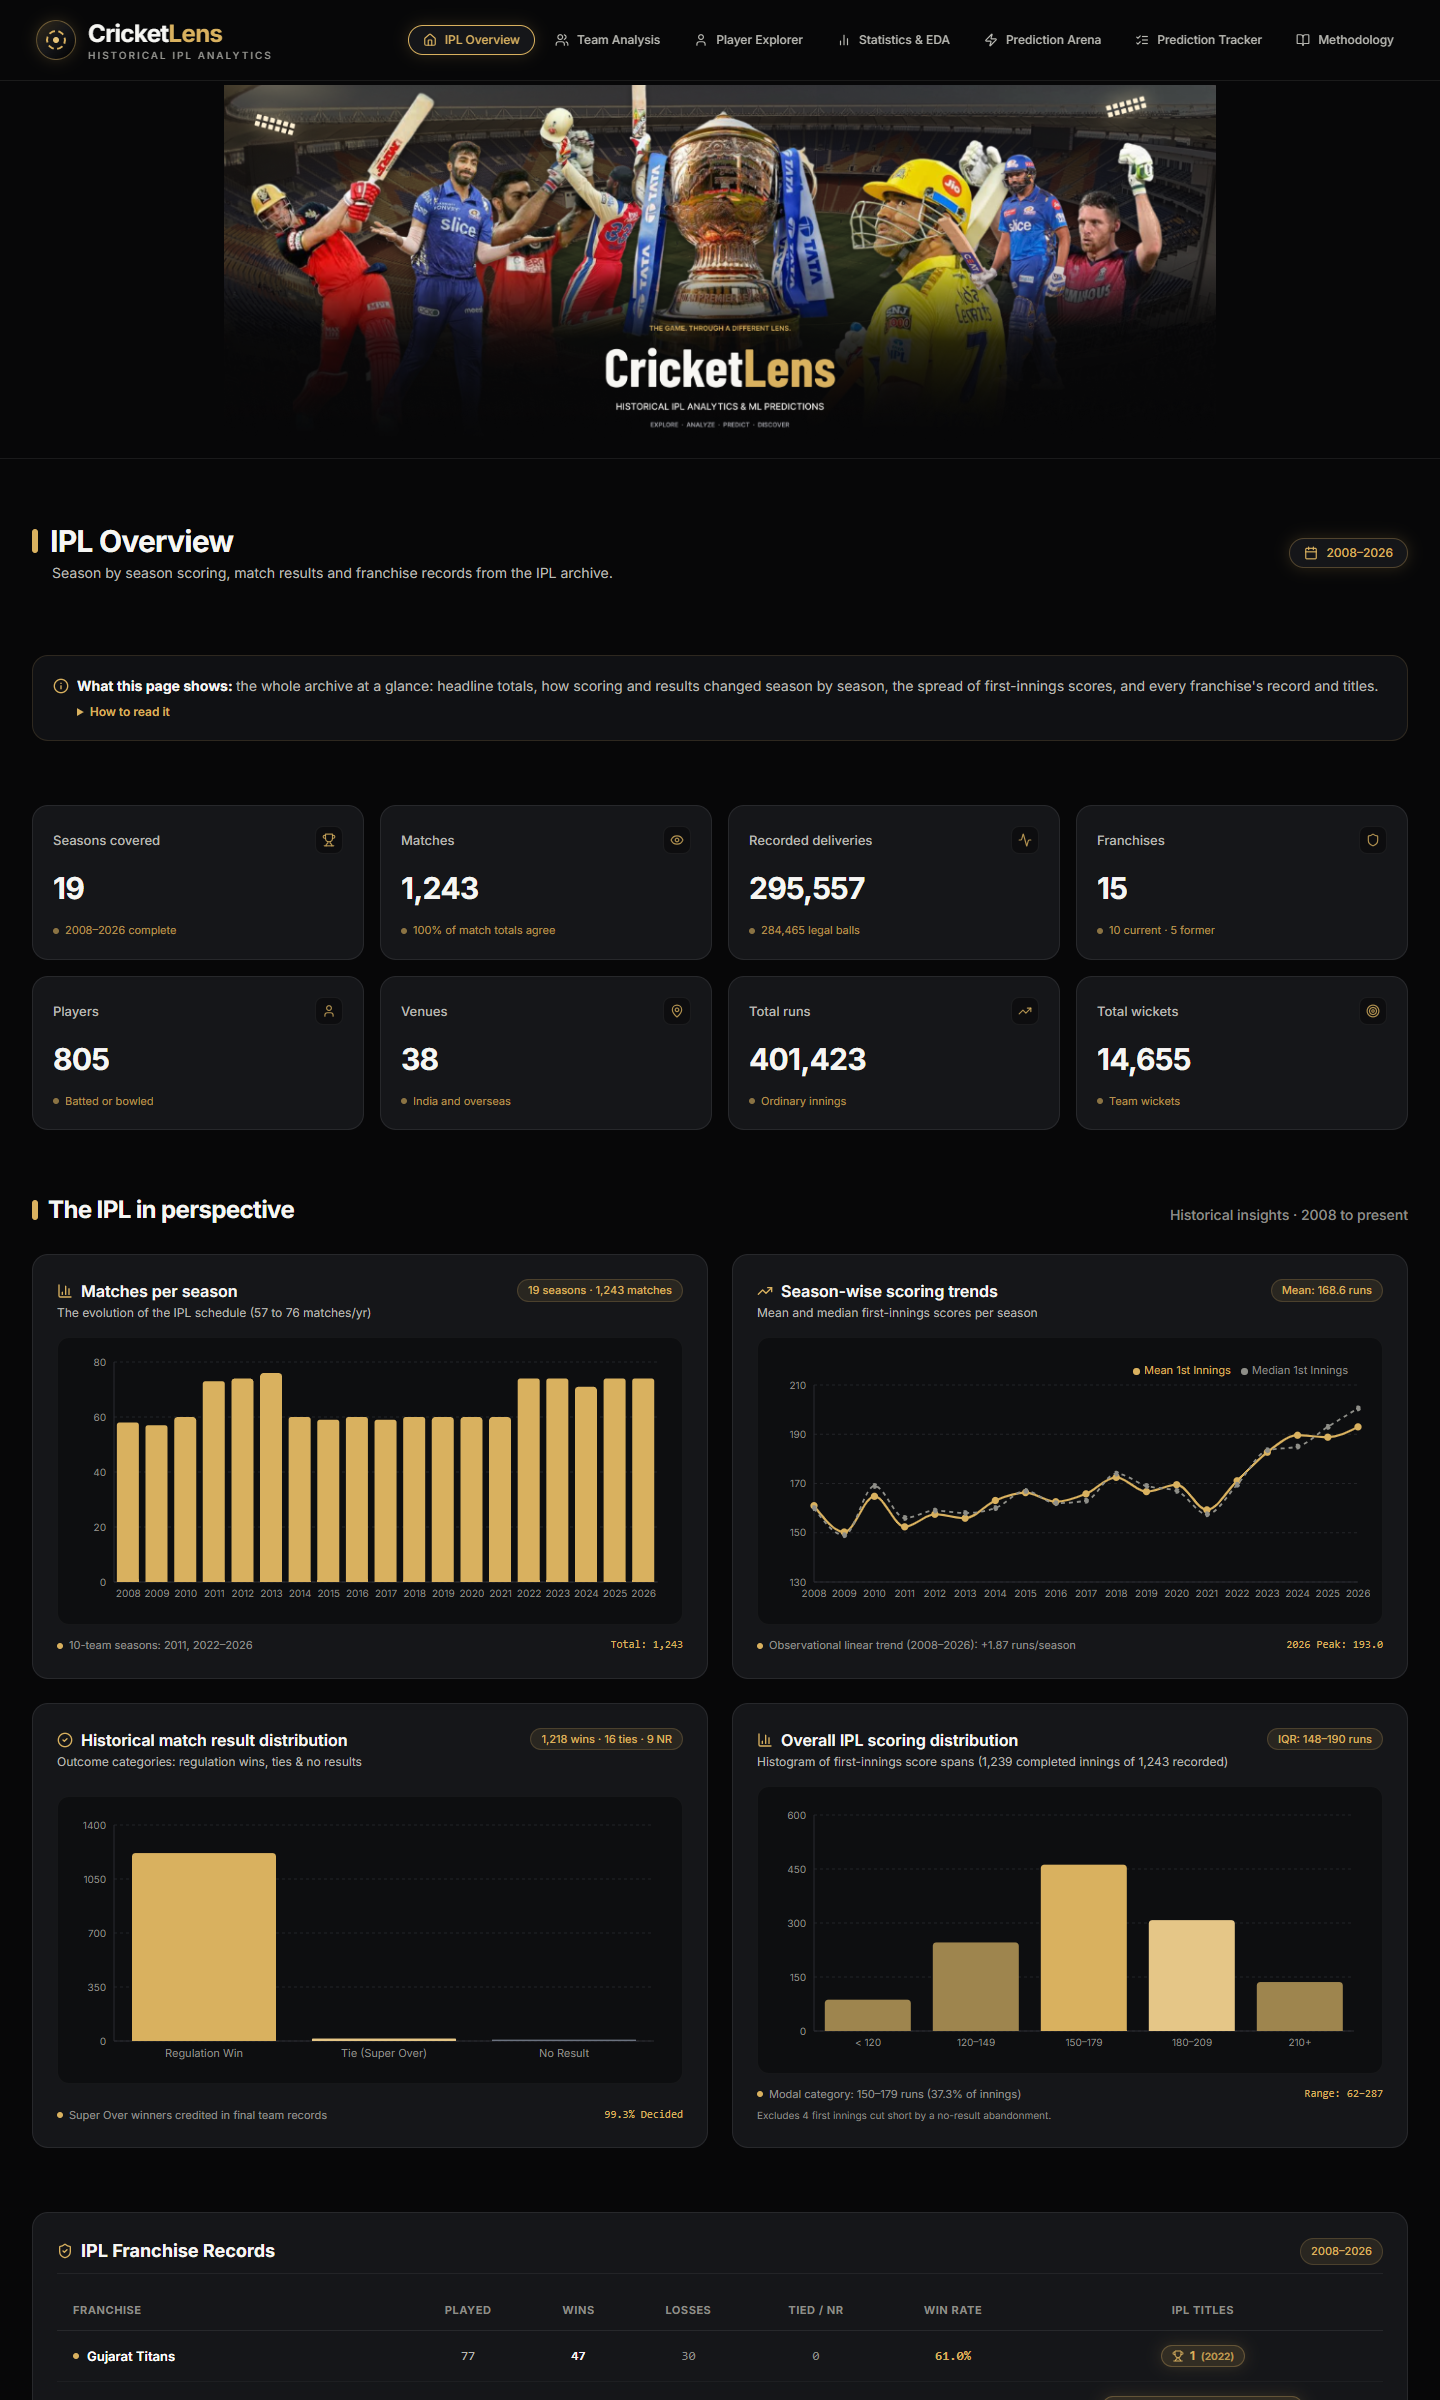 CricketLens
HISTORICAL IPL ANALYTICS
IPL Overview
Team Analysis
Player Explorer
Statistics & EDA
Prediction Arena
Prediction Tracker
Methodology
TATA
TATA
TATA
TATA
Jio
slice
slice
7
THE GAME, THROUGH A DIFFERENT LENS.
CricketLens
HISTORICAL IPL ANALYTICS & ML PREDICTIONS
EXPLORE · ANALYZE · PREDICT · DISCOVER
IPL Overview
2008–2026
Season by season scoring, match results and franchise records from the IPL archive.
What this page shows: the whole archive at a glance: headline totals, how scoring and results changed season by season, the spread of first-innings scores, and every franchise's record and titles.
How to read it
Seasons covered
19
2008–2026 complete
Matches
1,243
100% of match totals agree
Recorded deliveries
295,557
284,465 legal balls
Franchises
15
10 current · 5 former
Players
805
Batted or bowled
Venues
38
India and overseas
Total runs
401,423
Ordinary innings
Total wickets
14,655
Team wickets
The IPL in perspective
Historical insights · 2008 to present
Matches per season
19 seasons · 1,243 matches
The evolution of the IPL schedule (57 to 76 matches/yr)
80
60
40
20
0
2008 2009 2010 2011 2012 2013 2014 2015 2016 2017 2018 2019 2020 2021 2022 2023 2024 2025 2026
10-team seasons: 2011, 2022–2026
Total: 1,243
Season-wise scoring trends
Mean: 168.6 runs
Mean and median first-innings scores per season
Mean 1st Innings
Median 1st Innings
210
190
170
150
130
2008 2009 2010 2011 2012 2013 2014 2015 2016 2017 2018 2019 2020 2021 2022 2023 2024 2025 2026
Observational linear trend (2008–2026): +1.87 runs/season
2026 Peak: 193.0
Historical match result distribution
1,218 wins · 16 ties · 9 NR
Outcome categories: regulation wins, ties & no results
1400
1050
700
350
0
Regulation Win
Tie (Super Over)
No Result
Super Over winners credited in final team records
99.3% Decided
Overall IPL scoring distribution
IQR: 148–190 runs
Histogram of first-innings score spans (1,239 completed innings of 1,243 recorded)
600
450
300
150
0
< 120
120–149
150–179
180–209
210+
Modal category: 150–179 runs (37.3% of innings)
Range: 62–287
Excludes 4 first innings cut short by a no-result abandonment.
IPL Franchise Records
2008–2026
FRANCHISE
PLAYED
WINS
LOSSES
TIED / NR
WIN RATE
IPL TITLES
Gujarat Titans
77
47
30
0
61.0%
1 (2022)